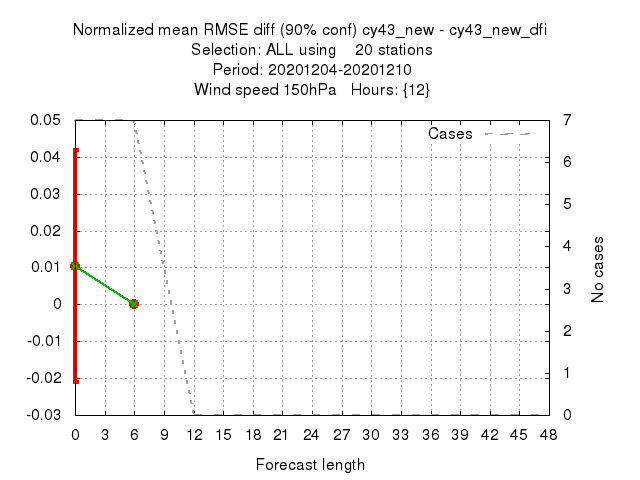 Normalized mean RMSE diff (90% conf) cy43_new - cy43_new_dfi
Selection: ALL using    20 stations
Period: 20201204-20201210
Wind speed 150hPa   Hours: {12}
Cases
0.05
0.04
0.03
0.02
0.01
0
-0.01
-0.02
-0.03
7
6
5
4
3
2
1
0
No cases
0 3 6 9 12 15 18 21 24 27 30 33 36 39 42 45 48
Forecast length